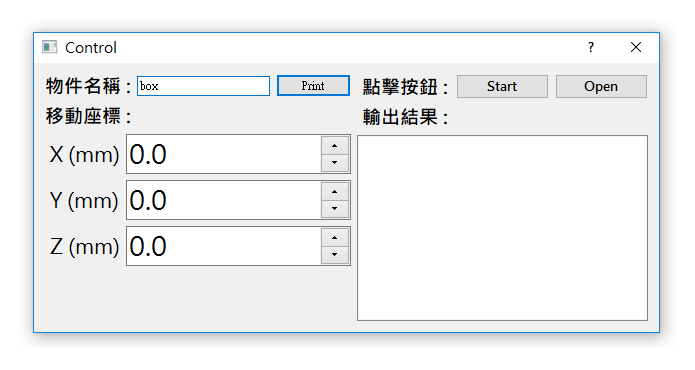 Control
物件名稱： box Print 點擊按鈕： Start Open
移動座標： 輸出結果：
X (mm) 0.0
Y (mm) 0.0
Z (mm) 0.0